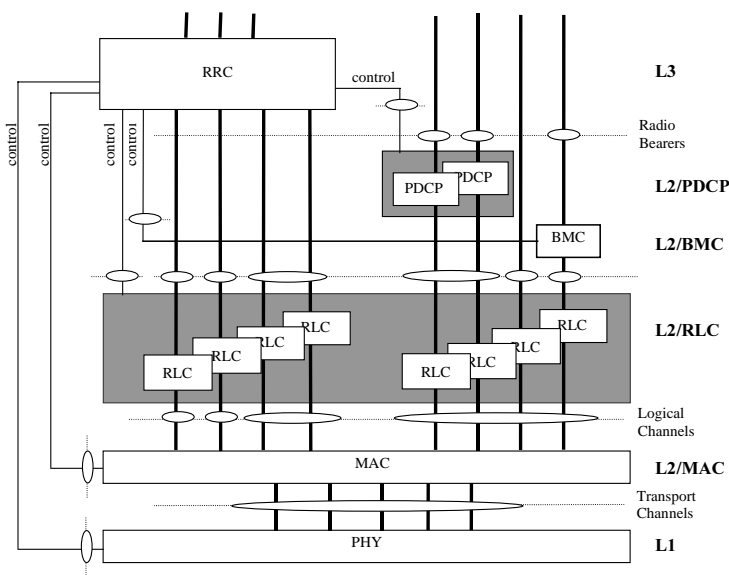 RRC
control
L3
control
control
control
control
Radio
Bearers
PDCP
PDCP
L2/PDCP
BMC
L2/BMC
RLC
RLC
RLC
RLC
RLC
RLC
RLC
RLC
L2/RLC
Logical
Channels
MAC
L2/MAC
Transport
Channels
PHY
L1